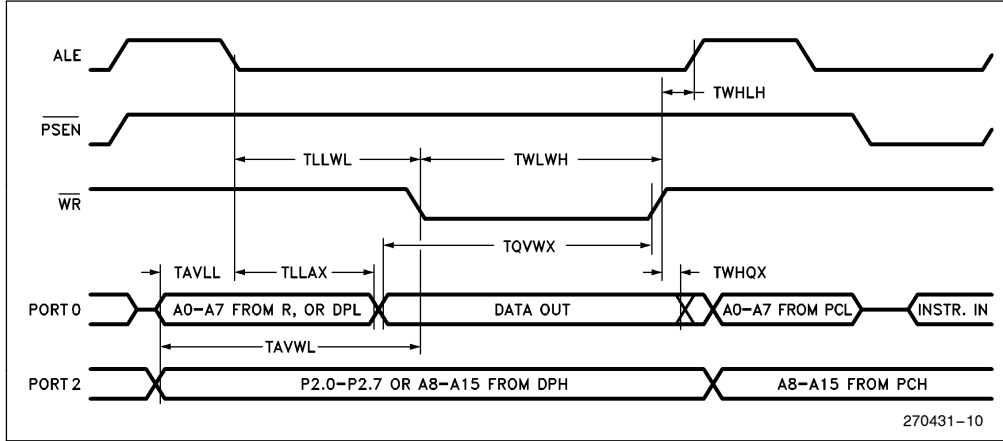 ALE
TWHLH
PSEN
TLLWL
TWLWH
WR
TQVWX
TAVLL
TLLAX
TWHQX
PORT 0
A0–A7 FROM R, OR DPL
DATA OUT
A0–A7 FROM PCL
INSTR. IN
TAVWL
PORT 2
P2.0–P2.7 OR A8–A15 FROM DPH
A8–A15 FROM PCH
270431–10